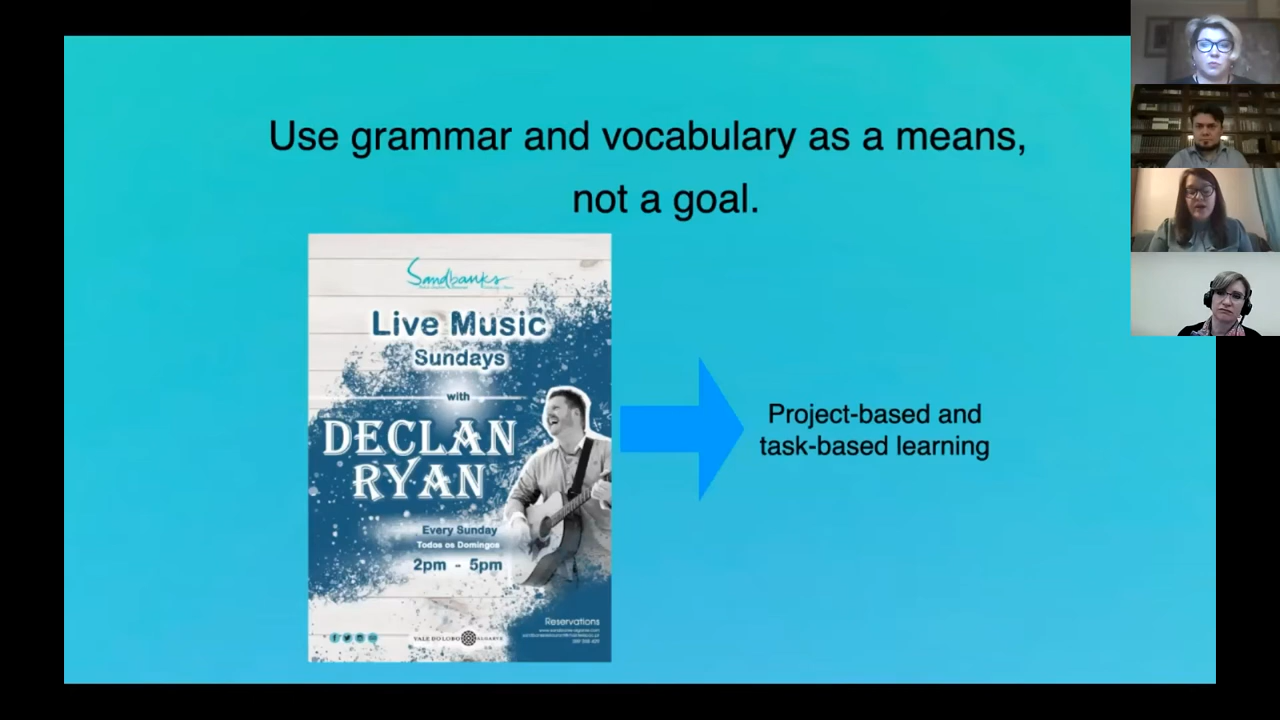 Use grammar and vocabulary as a means,
not a goal.
Sandbanks
Live Music
Sundays
with
DECLAN
RYAN
Every Sunday
Todos os Domingos
2pm - 5pm
Reservations
VALE DO LOBO ALGARVE
Project-based and
task-based learning